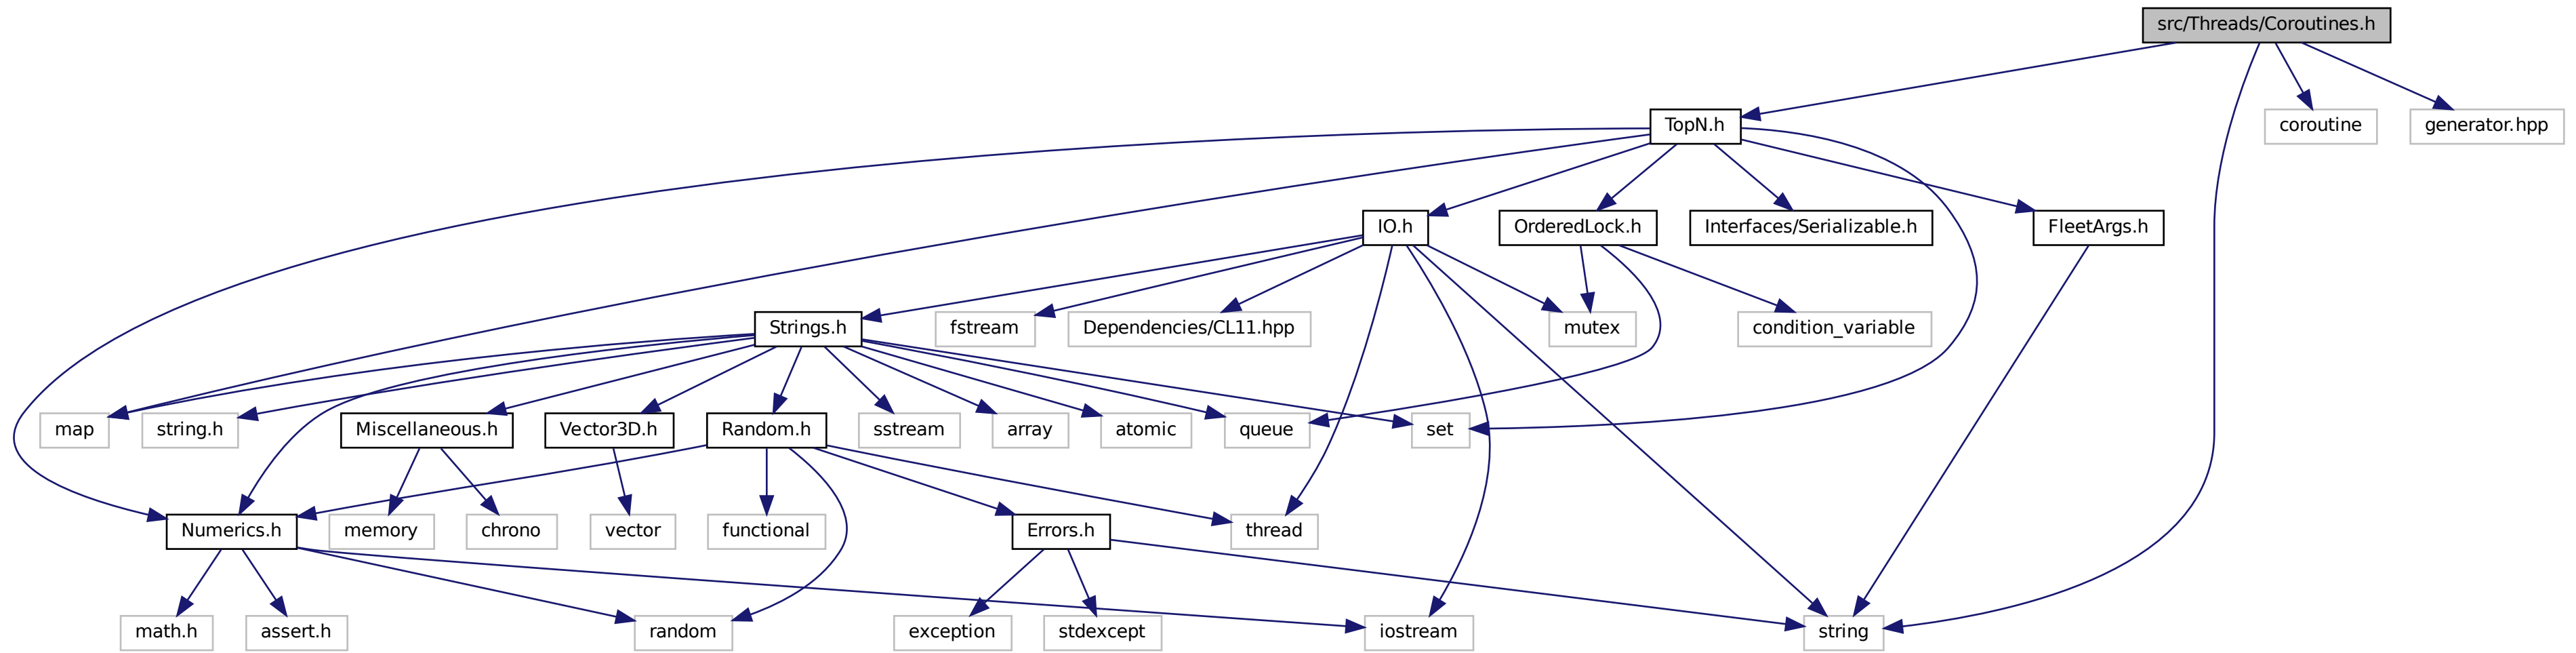 src/Threads/Coroutines.h
TopN.h
coroutine
generator.hpp
IO.h
OrderedLock.h
Interfaces/Serializable.h
FleetArgs.h
Strings.h
fstream
Dependencies/CL11.hpp
mutex
condition_variable
map
string.h
Miscellaneous.h
Vector3D.h
Random.h
sstream
array
atomic
queue
set
Numerics.h
memory
chrono
vector
functional
Errors.h
thread
math.h
assert.h
random
exception
stdexcept
iostream
string